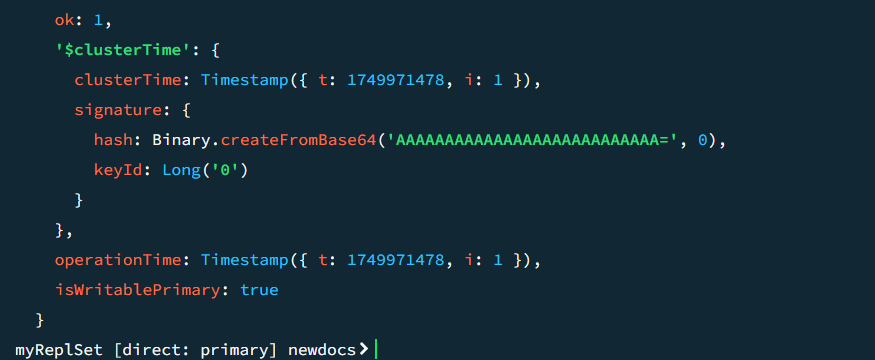 ok: 1,
'$clusterTime': {
clusterTime: Timestamp({ t: 1749971478, i: 1 }),
signature: {
hash: Binary.createFromBase64('AAAAAAAAAAAAAAAAAAAAAAAAAAA=', 0),
keyId: Long('0')
}
},
operationTime: Timestamp({ t: 1749971478, i: 1 }),
isWritablePrimary: true
}
myReplSet [direct: primary] newdocs>